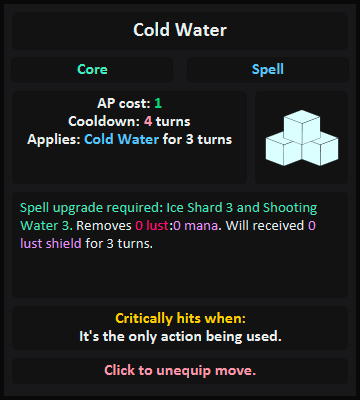 Cold Water
Core
Spell
AP cost: 1
Cooldown: 4 turns
Applies: Cold Water for 3 turns
Spell upgrade required: Ice Shard 3 and Shooting
Water 3. Removes 0 lust:0 mana. Will received 0
lust shield for 3 turns.
Critically hits when:
It's the only action being used.
Click to unequip move.